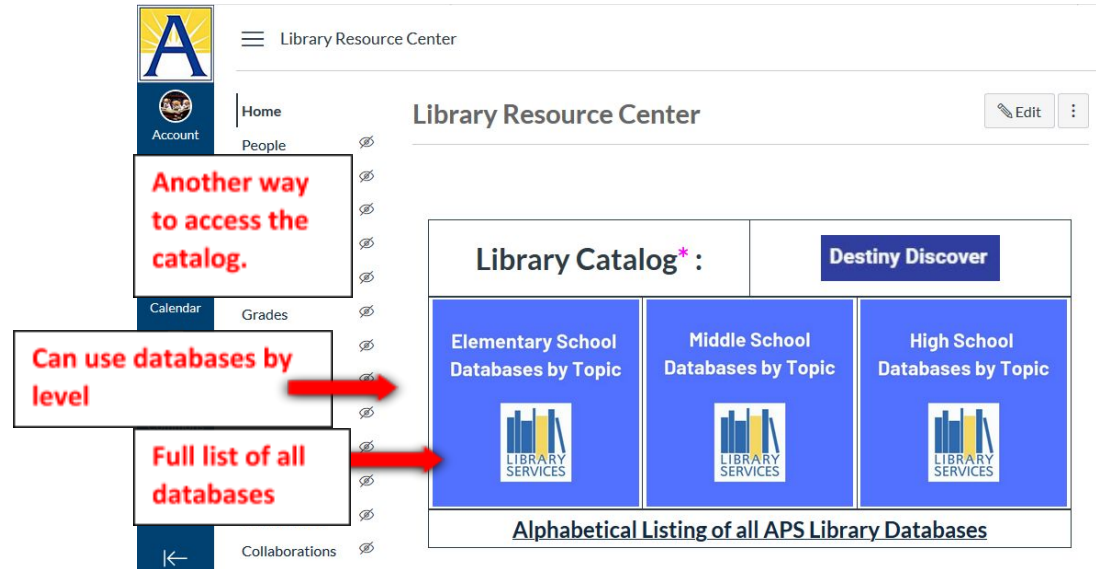 A
Library Resource Center
Account
Home
People
Library Resource Center
Edit
Another way
to access the
catalog.
Library Catalog* :
Destiny Discover
Calendar
Grades
Can use databases by
level
Elementary School
Databases by Topic
LIBRARY
SERVICES
Middle School
Databases by Topic
LIBRARY
SERVICES
High School
Databases by Topic
LIBRARY
SERVICES
Full list of all
databases
Alphabetical Listing of all APS Library Databases
Collaborations